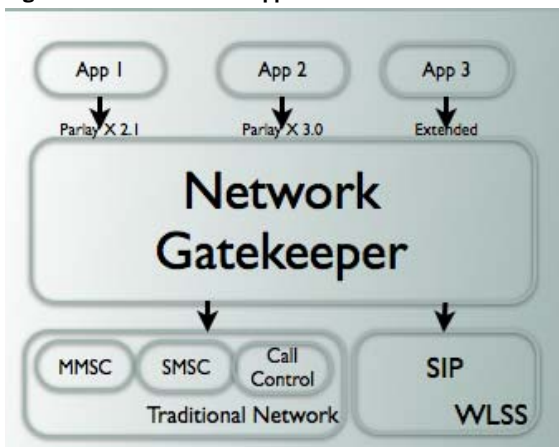 App 1
App 2
App 3
Parlay X 2.1
Parlay X 3.0
Extended
Network
Gatekeeper
MMSC
SMSC
Call
Control
SIP
Traditional Network
WLSS